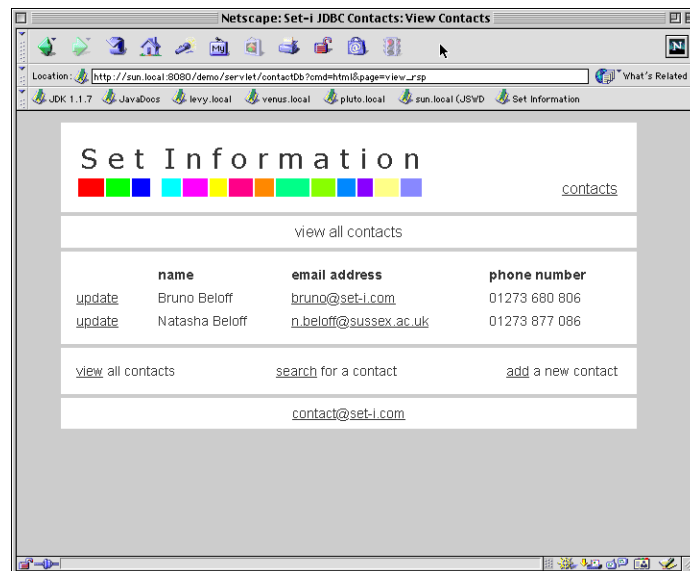 Netscape: Set-i JDBC Contacts: View Contacts
My
N
Location: http://sun.local:8080/demo/servlet/contactDb?cmd=html&page=view_rsp What's Related
JDK 1.1.7 JavaDocs levy.local venus.local pluto.local sun.local (JSWD Set Information
Set Information
contacts
view all contacts
name email address phone number
update Bruno Beloff bruno@set-i.com 01273 680 806
update Natasha Beloff n.beloff@sussex.ac.uk 01273 877 086
view all contacts search for a contact add a new contact
contact@set-i.com